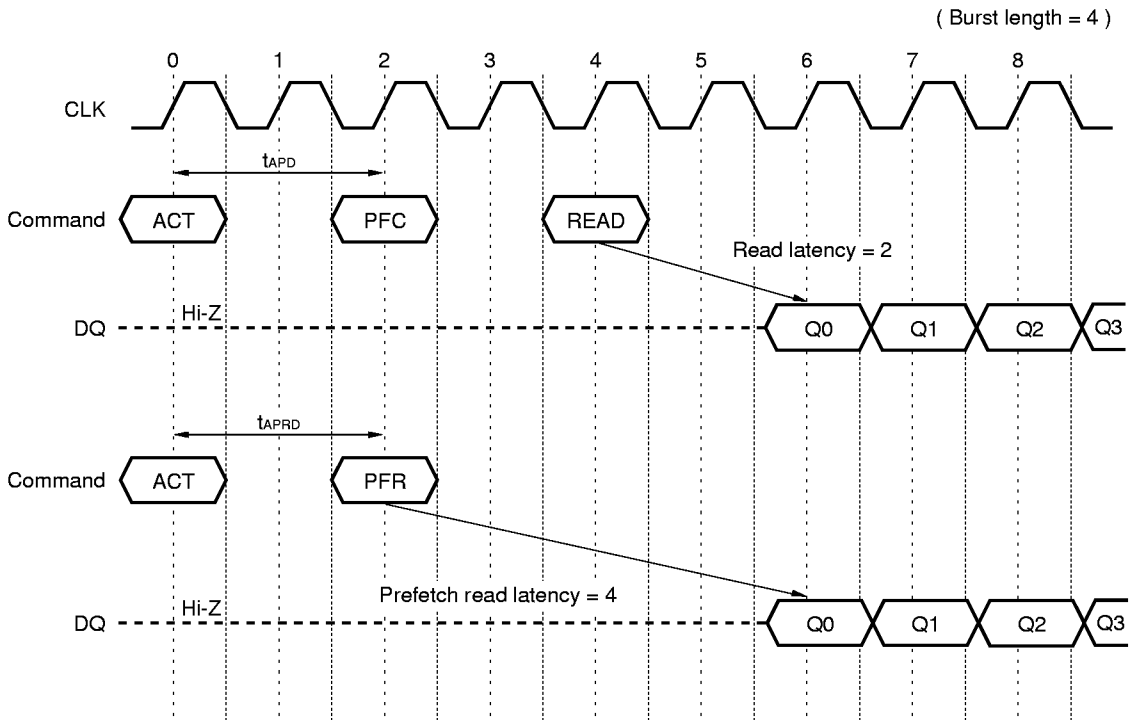 ( Burst length = 4 )
0 1 2 3 4 5 6 7 8
CLK
tAPD
Command ACT PFC READ
Read latency = 2
Hi-Z
DQ Q0 Q1 Q2 Q3
tAPRD
Command ACT PFR
Prefetch read latency = 4
Hi-Z
DQ Q0 Q1 Q2 Q3